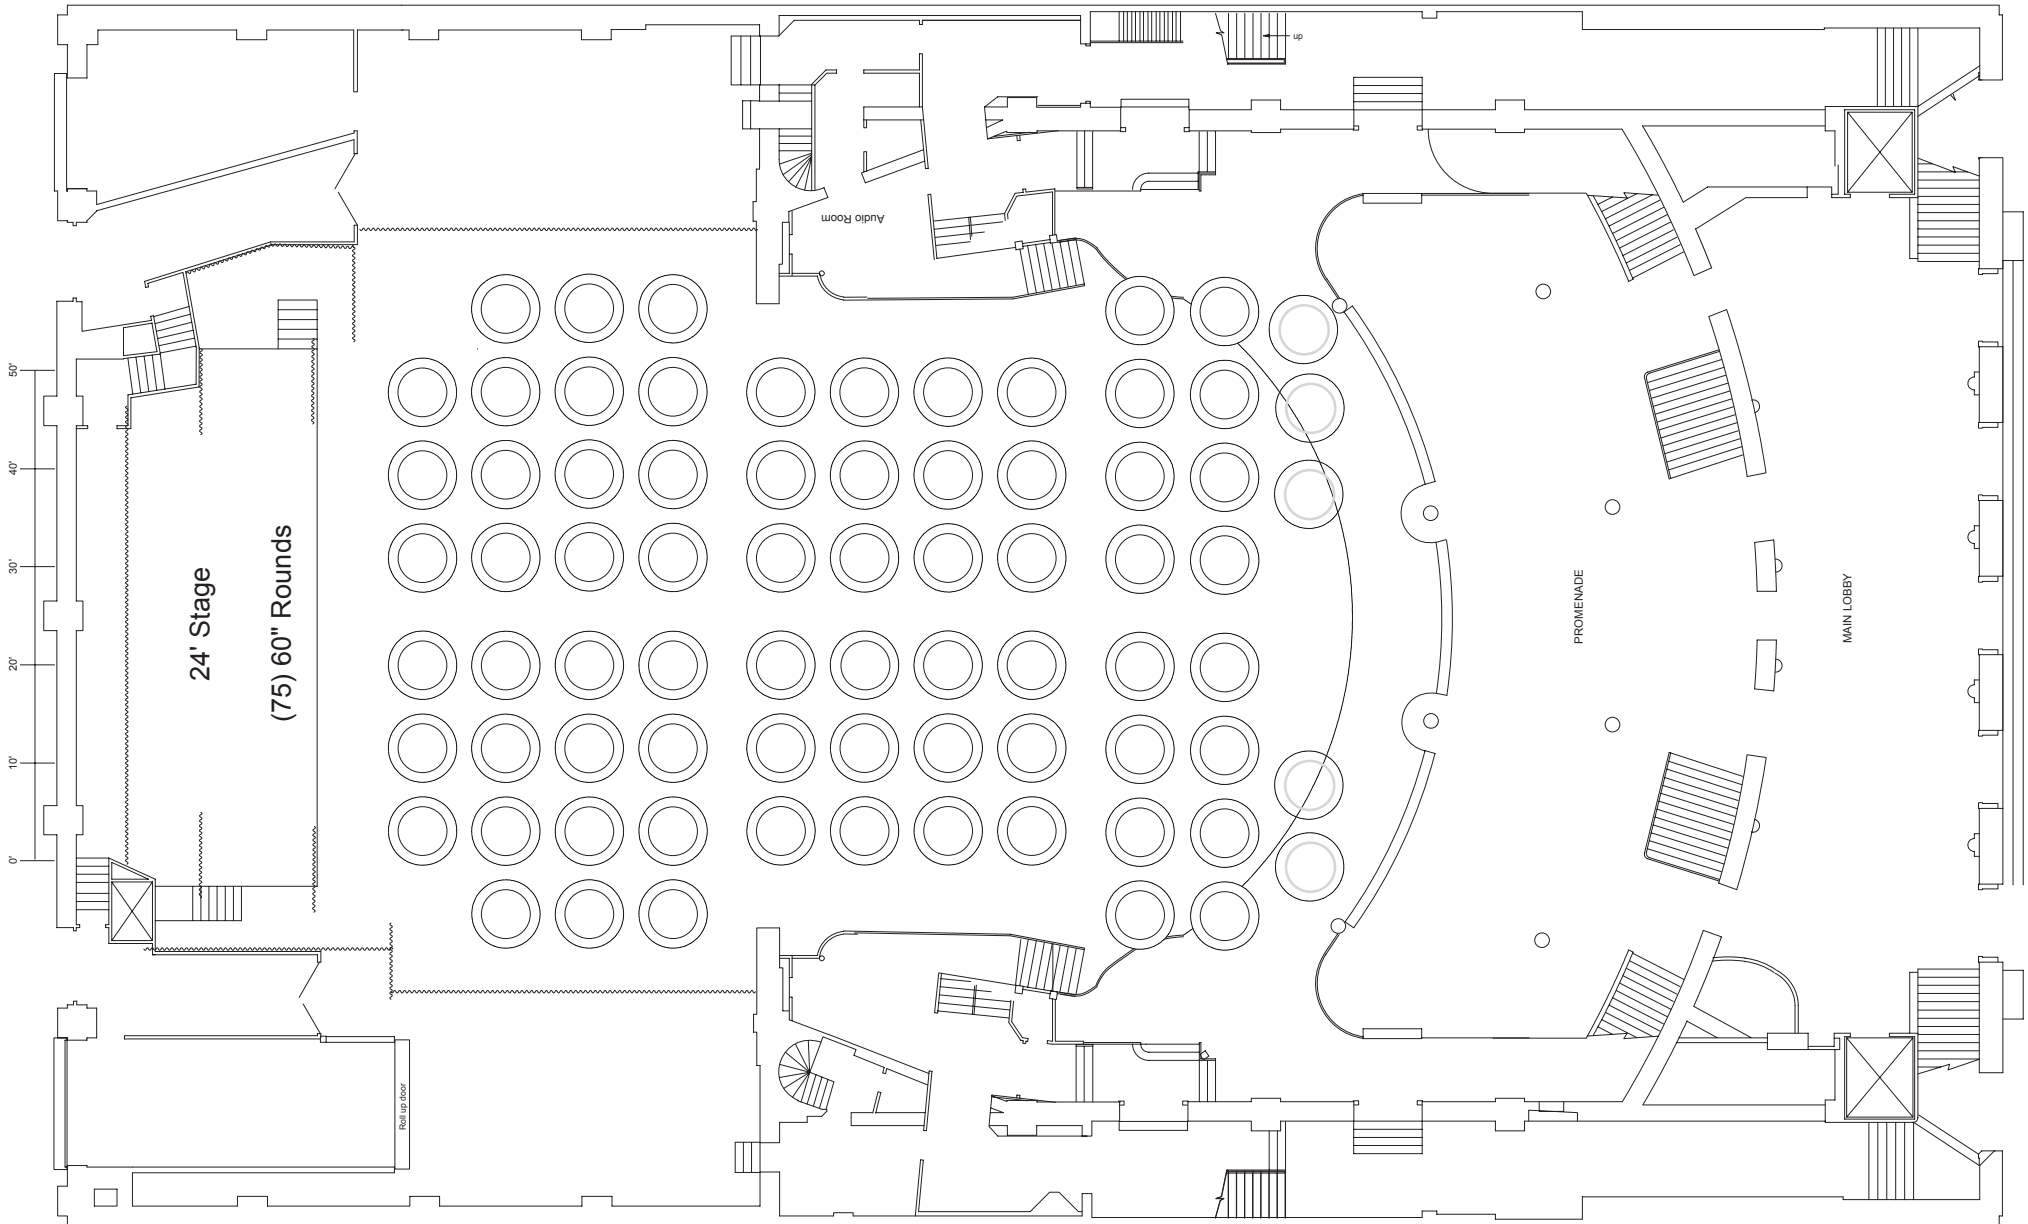 up
Audio Room
50'
40'
30'
20'
10'
0'
24' Stage
(75) 60" Rounds
PROMENADE
MAIN LOBBY
Roll up door